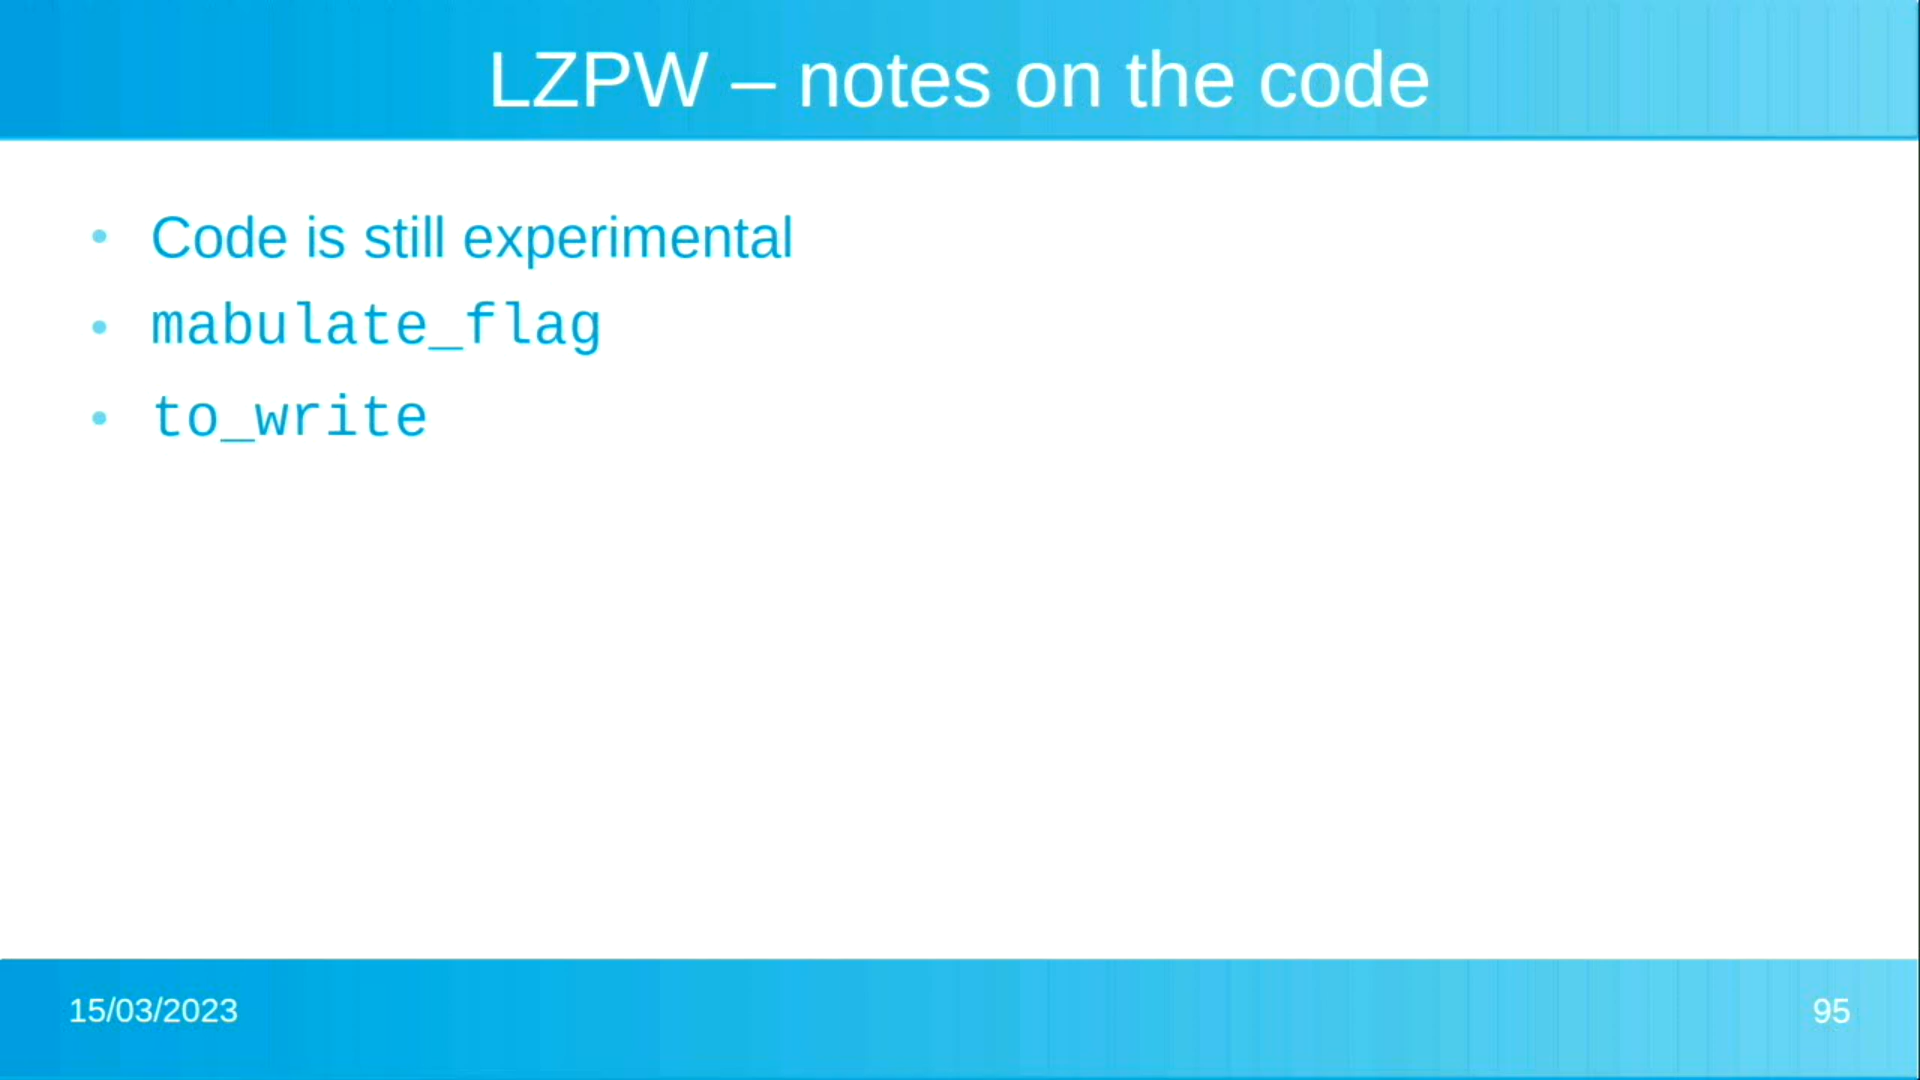 LZPW – notes on the code
• Code is still experimental
• mabulate_flag
• to_write
15/03/2023
95